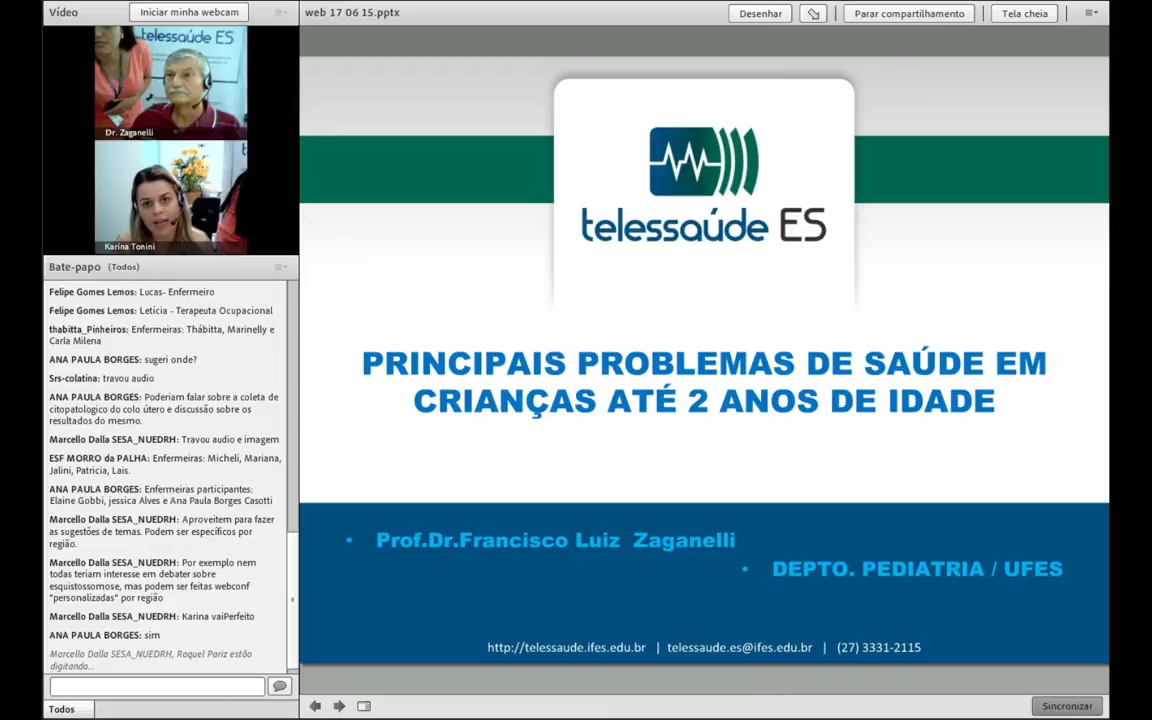 Vídeo
Iniciar minha webcam
telessaúde ES
Dr. Zaganelli
Karina Tonini
Bate-papo (Todos)
Felipe Gomes Lemos: Lucas- Enfermeiro
Felipe Gomes Lemos: Letícia - Terapeuta Ocupacional
thabitta_Pinheiros: Enfermeiras: Thábitta, Marinelly e
Carla Milena
ANA PAULA BORGES: sugeri onde?
Srs-colatina: travou audio
ANA PAULA BORGES: Poderiam falar sobre a coleta de
citopatologico do colo útero e discussão sobre os
resultados do mesmo.
Marcello Dalla SESA_NUEDRH: Travou audio e imagem
ESF MORRO da PALHA: Enfermeiras: Micheli, Mariana,
Jalini, Patricia, Lais.
ANA PAULA BORGES: Enfermeiras participantes:
Elaine Gobbi, jessica Alves e Ana Paula Borges Casotti
Marcello Dalla SESA_NUEDRH: Aproveitem para fazer
as sugestões de temas. Podem ser específicos por
região.
Marcello Dalla SESA_NUEDRH: Por exemplo nem
todas teriam interesse em debater sobre
esquistossomose, mas podem ser feitas webconf
"personalizadas" por região
Marcello Dalla SESA_NUEDRH: Karina vaiPerfeito
ANA PAULA BORGES: sim
Marcello Dalla SESA_NUEDRH, Raquel Pariz estão
digitando...
Todos
web 17 06 15.pptx
Desenhar
Parar compartilhamento
Tela cheia
telessaúde ES
PRINCIPAIS PROBLEMAS DE SAÚDE EM
CRIANÇAS ATÉ 2 ANOS DE IDADE
• Prof.Dr.Francisco Luiz Zaganelli
• DEPTO. PEDIATRIA / UFES
http://telessaude.ifes.edu.br | telessaude.es@ifes.edu.br | (27) 3331-2115
Sincronizar